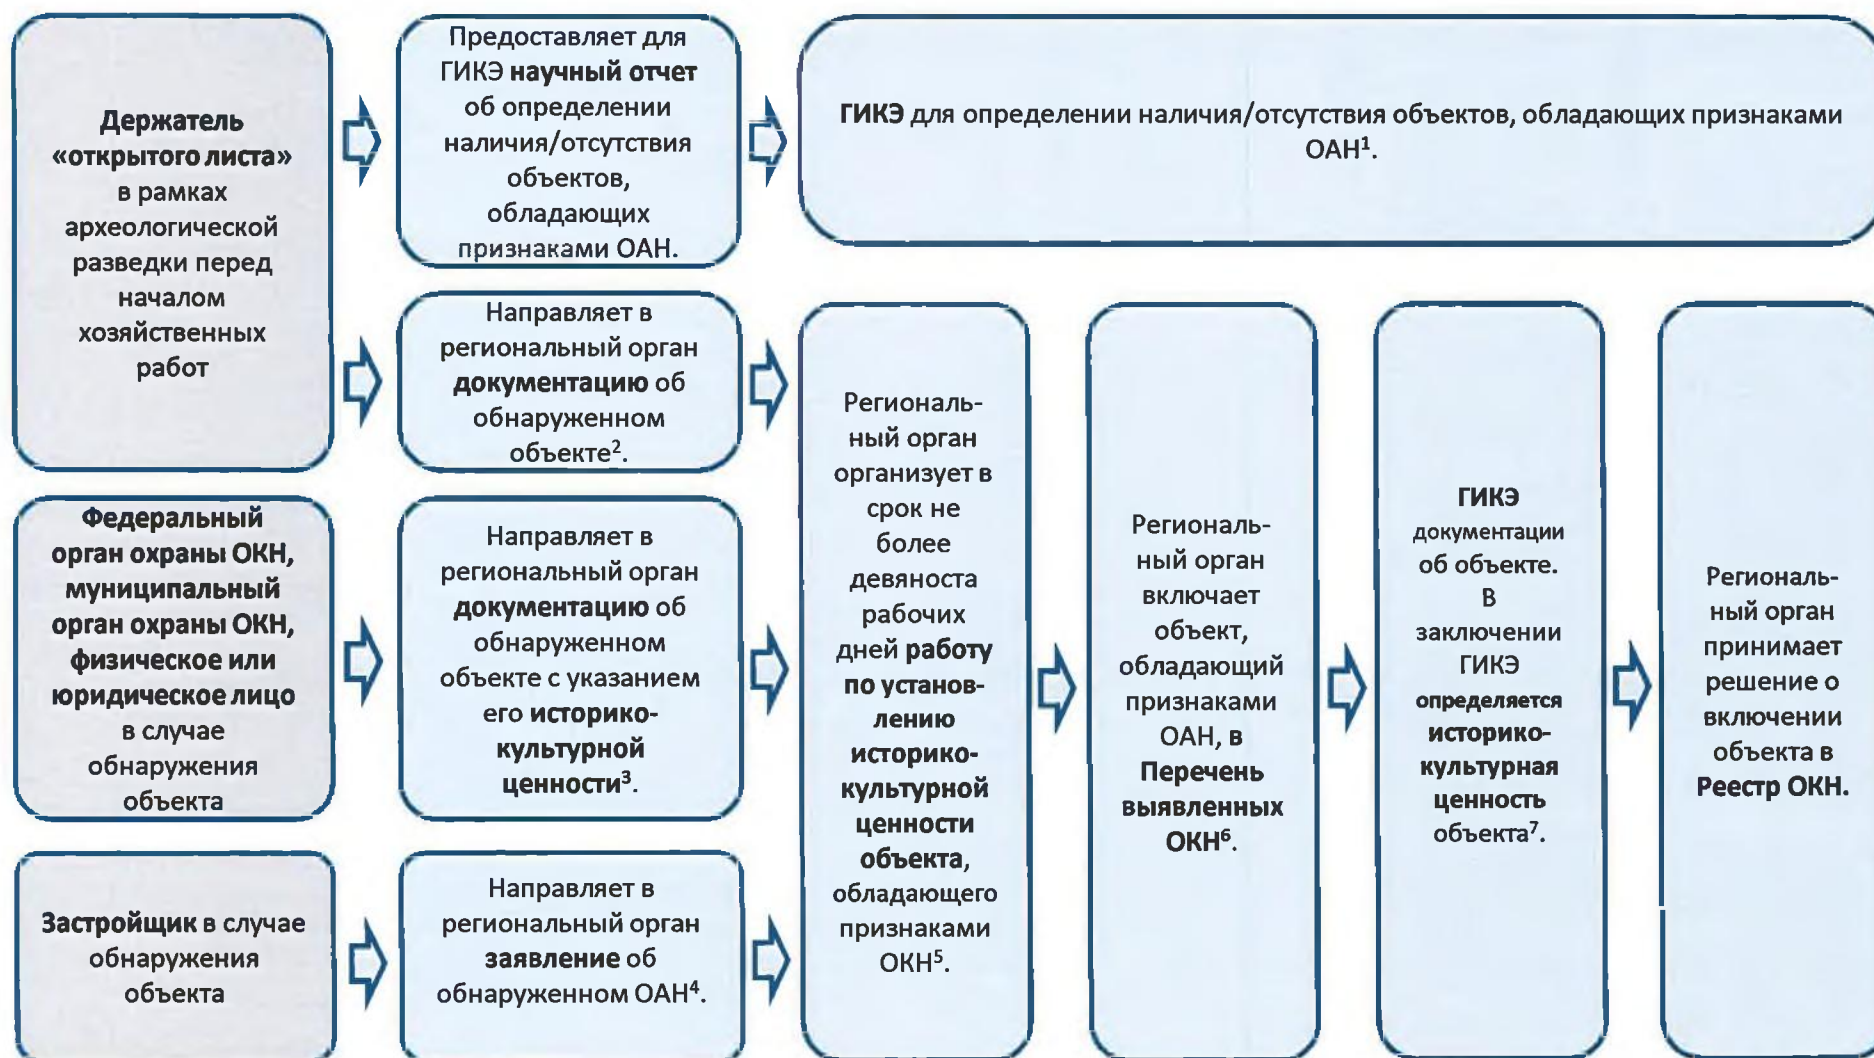 Держатель
«открытого листа»
в рамках
археологической
разведки перед
началом
хозяйственных
работ
Предоставляет для
ГИКЭ научный отчет
об определении
наличия/отсутствия
объектов,
обладающих
признаками ОАН.
ГИКЭ для определении наличия/отсутствия объектов, обладающих признаками
ОАН¹.
Направляет в
региональный орган
документацию об
обнаруженном
объекте².
Федеральный
орган охраны ОКН,
муниципальный
орган охраны ОКН,
физическое или
юридическое лицо
в случае
обнаружения
объекта
Направляет в
региональный орган
документацию об
обнаруженном
объекте с указанием
его историко-
культурной
ценности³.
Застройщик в случае
обнаружения
объекта
Направляет в
региональный орган
заявление об
обнаруженном ОАН⁴.
Региональ-
ный орган
организует в
срок не
более
девяноста
рабочих
дней работу
по установ-
лению
историко-
культурной
ценности
объекта,
обладающего
признаками
ОКН⁵.
Региональ-
ный орган
включает
объект,
обладающий
признаками
ОАН, в
Перечень
выявленных
ОКН⁶.
ГИКЭ
документации
об объекте.
В
заключении
ГИКЭ
определяется
историко-
культурная
ценность
объекта⁷.
Региональ-
ный орган
принимает
решение о
включении
объекта в
Реестр ОКН.